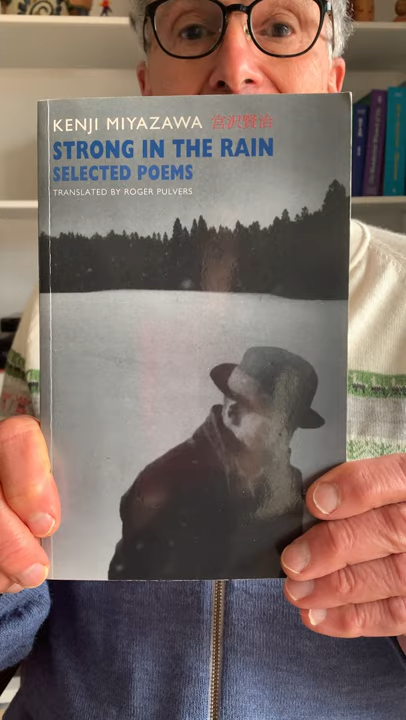 KENJI MIYAZAWA 宮沢賢治
STRONG IN THE RAIN
SELECTED POEMS
TRANSLATED BY ROGER PULVERS